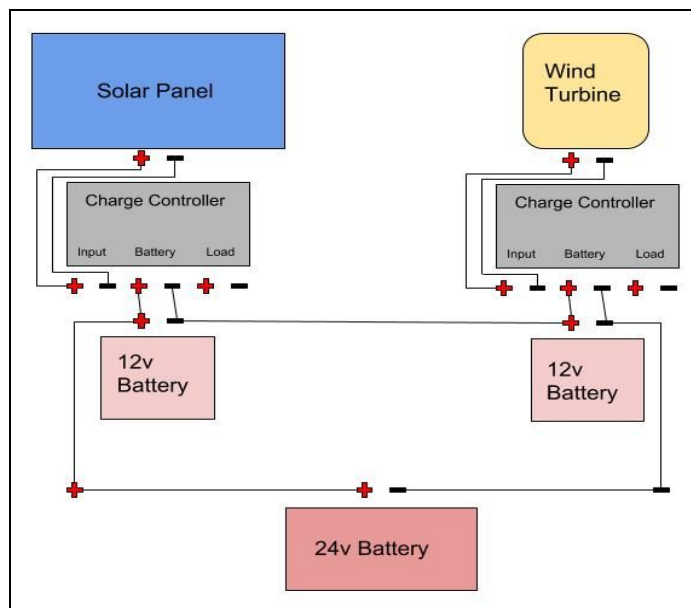 Solar Panel
Wind
Turbine
Charge Controller
Input Battery Load
Charge Controller
Input Battery Load
12v
Battery
12v
Battery
24v Battery